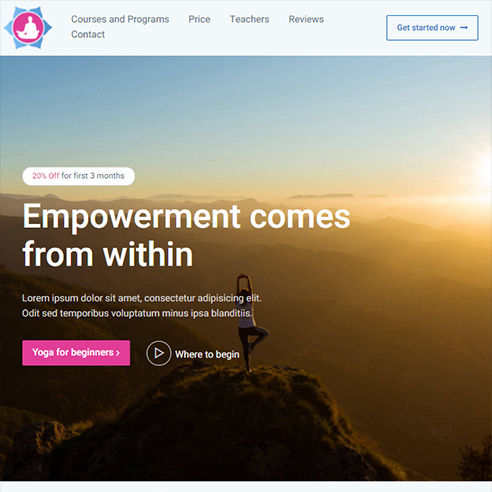 Courses and Programs Price Teachers Reviews
Contact
Get started now
20% Off for first 3 months
Empowerment comes
from within
Lorem ipsum dolor sit amet, consectetur adipisicing elit.
Odit sed temporibus voluptatum minus ipsa blanditiis.
Yoga for beginners
Where to begin